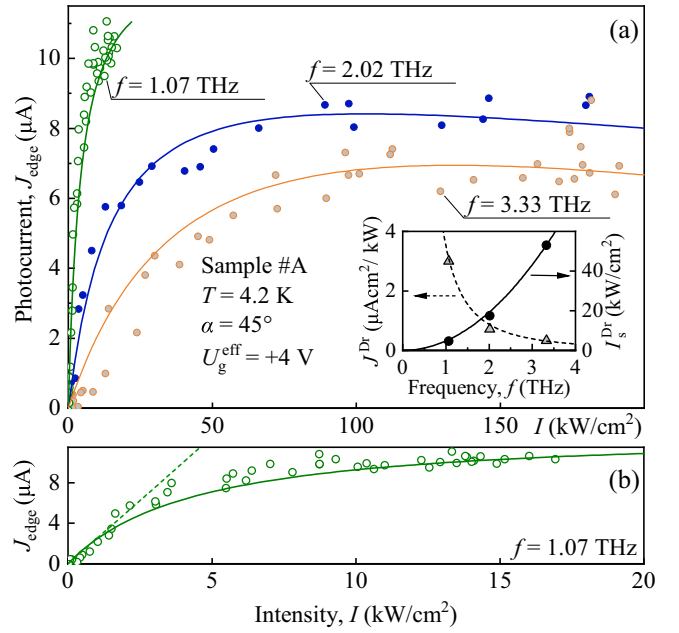 (a)
f = 1.07 THz
f = 2.02 THz
f = 3.33 THz
Photocurrent, J_edge (μA)
10
8
6
4
2
0
Sample #A
T = 4.2 K
α = 45°
U_g^eff = +4 V
J^Dr (μAcm²/ kW)
4
3
2
1
0
I_s^Dr (kW/cm²)
40
20
0
0 1 2 3 4
Frequency, f (THz)
0 50 100 150 200
I (kW/cm²)
(b)
J_edge (μA)
8
4
0
f = 1.07 THz
0 5 10 15 20
Intensity, I (kW/cm²)